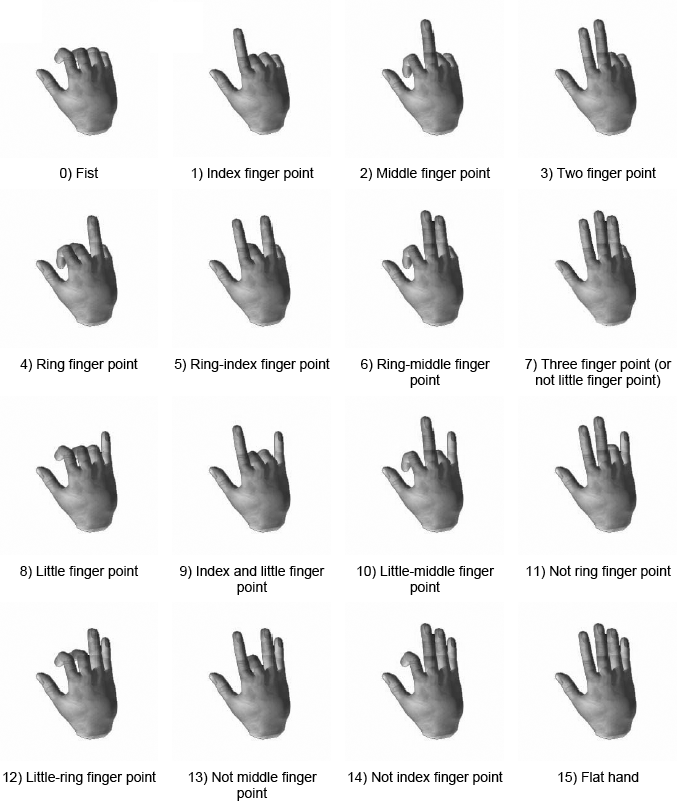 0) Fist
1) Index finger point
2) Middle finger point
3) Two finger point
4) Ring finger point
5) Ring-index finger point
6) Ring-middle finger
point
7) Three finger point (or
not little finger point)
8) Little finger point
9) Index and little finger
point
10) Little-middle finger
point
11) Not ring finger point
12) Little-ring finger point
13) Not middle finger
point
14) Not index finger point
15) Flat hand